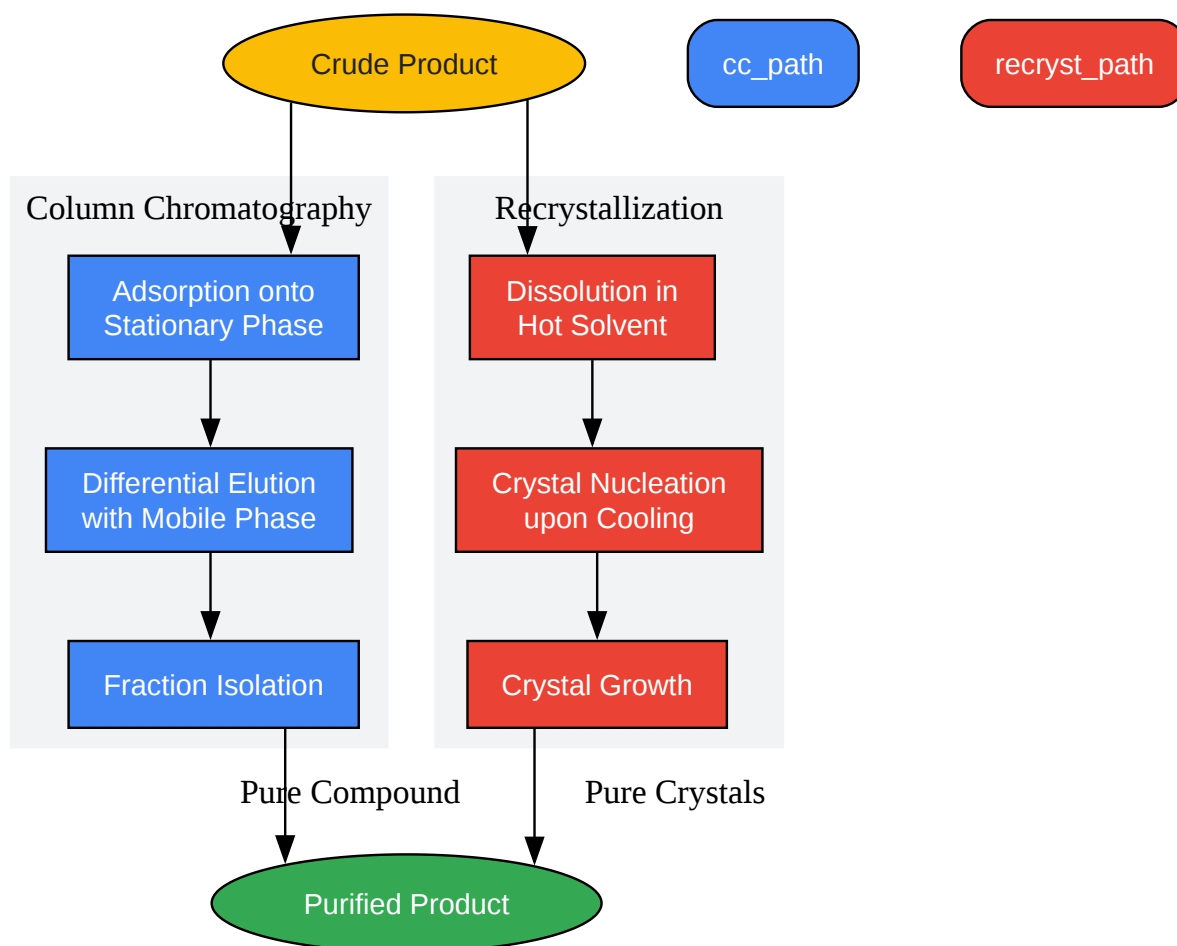 Crude Product
cc_path
recryst_path
Column Chromatography
Recrystallization
Adsorption onto
Stationary Phase
Dissolution in
Hot Solvent
Differential Elution
with Mobile Phase
Crystal Nucleation
upon Cooling
Fraction Isolation
Crystal Growth
Pure Compound
Pure Crystals
Purified Product